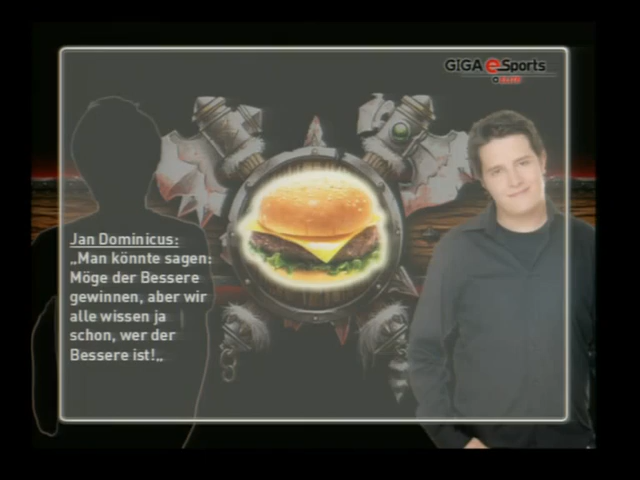 GIGA eSports
Jan Dominicus:
„Man könnte sagen:
Möge der Bessere
gewinnen, aber wir
alle wissen ja
schon, wer der
Bessere ist!„